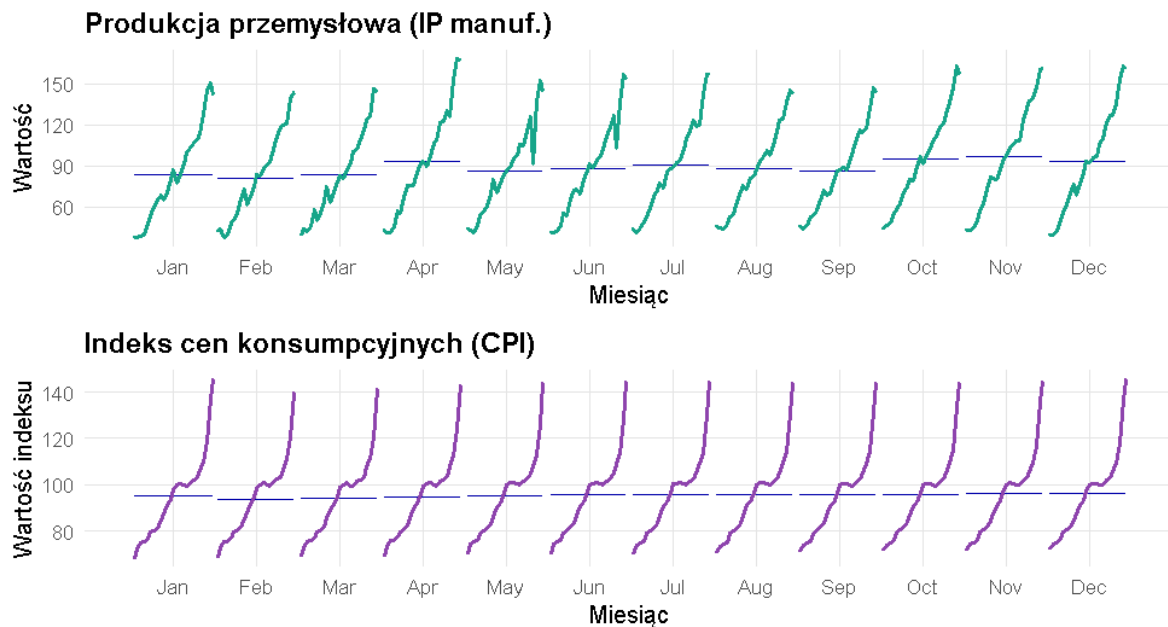 Produkcja przemysłowa (IP manuf.)
Wartość
150
120
90
60
Jan Feb Mar Apr May Jun Jul Aug Sep Oct Nov Dec
Miesiąc
Indeks cen konsumpcyjnych (CPI)
Wartość indeksu
140
120
100
80
Jan Feb Mar Apr May Jun Jul Aug Sep Oct Nov Dec
Miesiąc